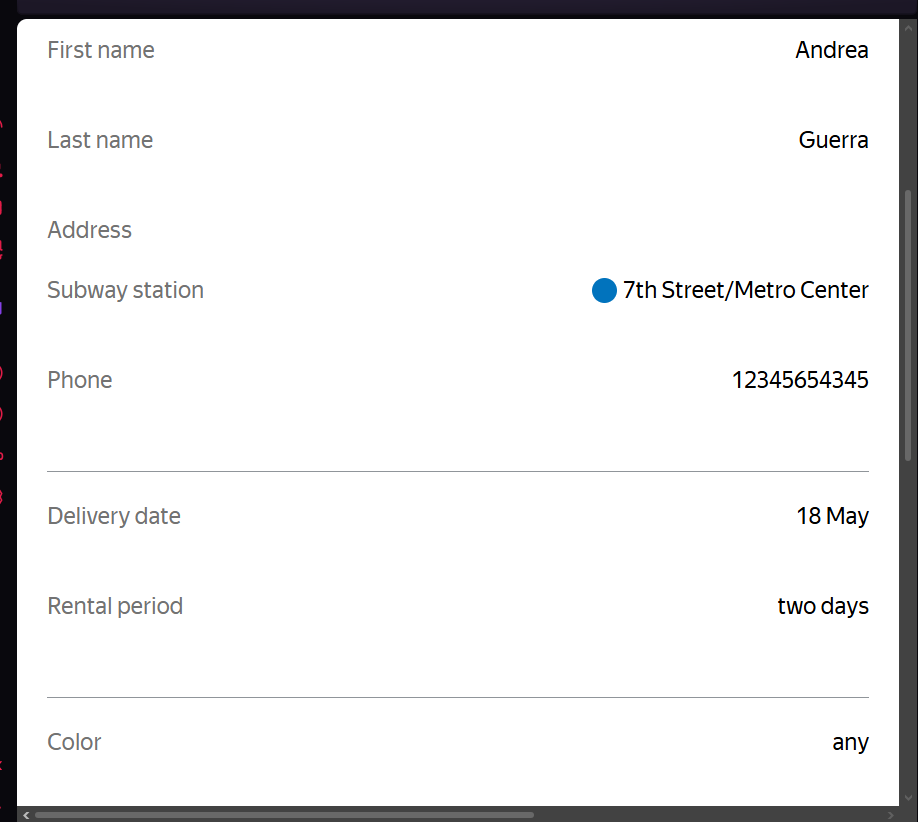 First name Andrea
Last name Guerra
Address
Subway station 7th Street/Metro Center
Phone 12345654345
Delivery date 18 May
Rental period two days
Color any